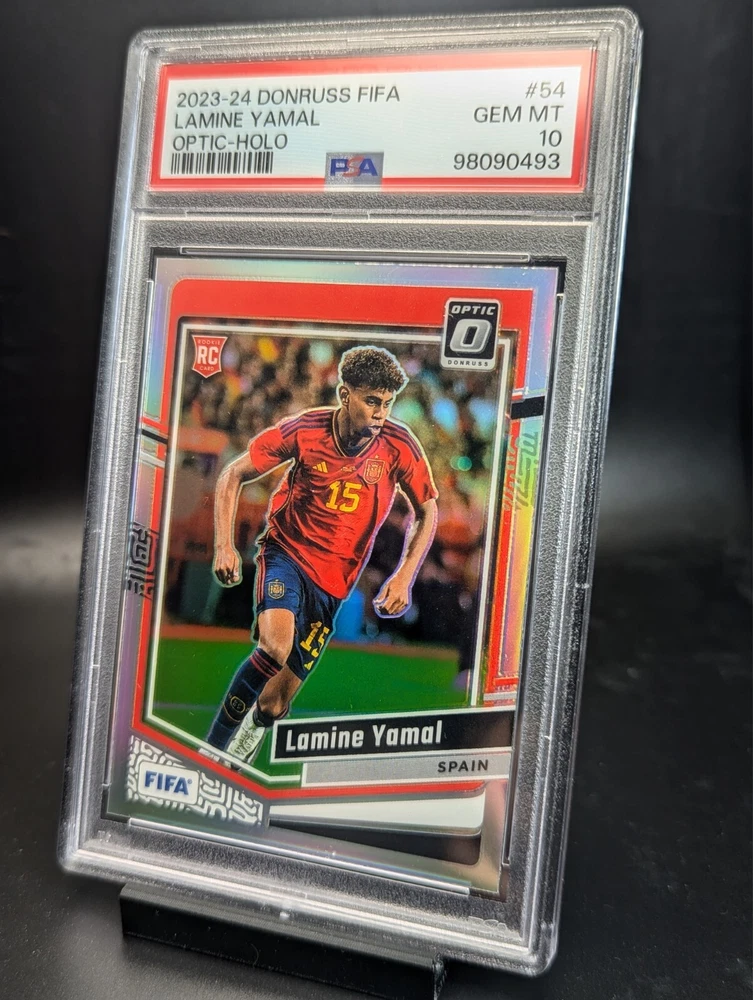 2023-24 DONRUSS FIFA #54
LAMINE YAMAL GEM MT
OPTIC-HOLO 10
PSA 98090493
OPTIC
DONRUSS
ROOKIE
RC
CARD
15
15
Lamine Yamal
SPAIN
FIFA